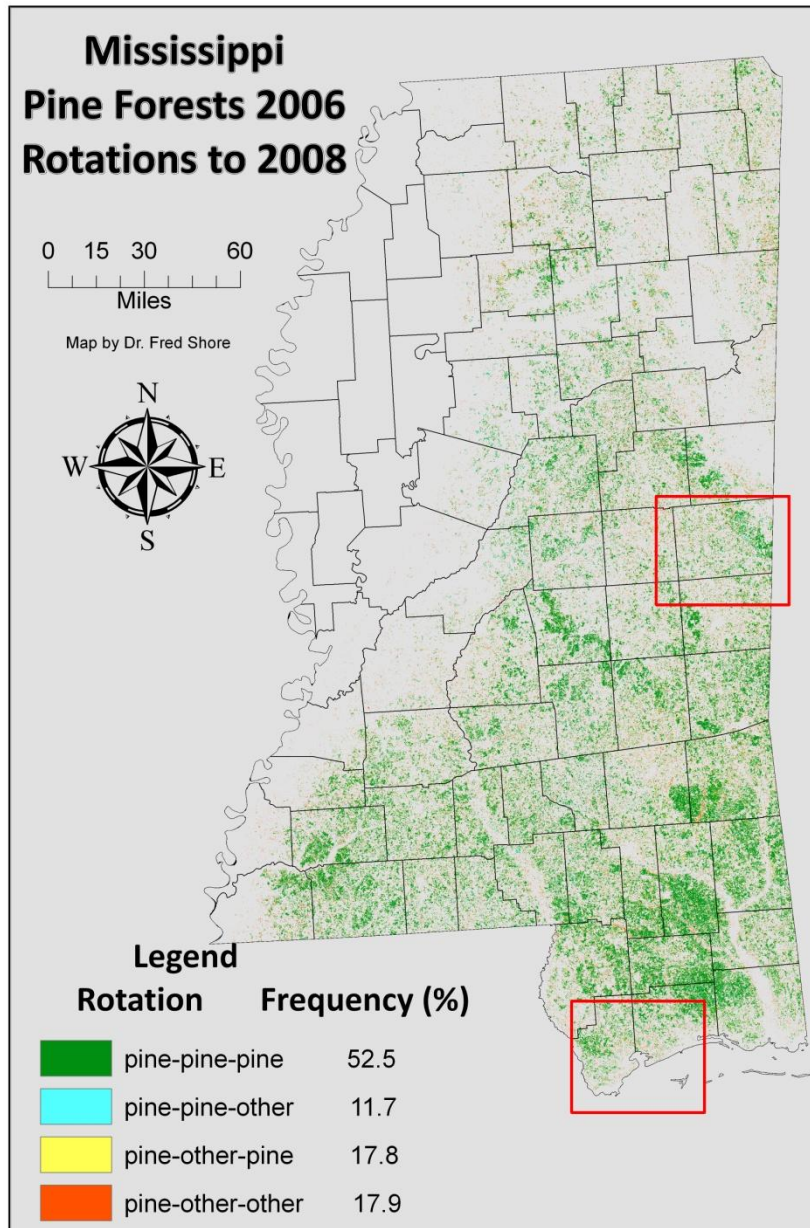 Mississippi
Pine Forests 2006
Rotations to 2008
0 15 30 60
Miles
Map by Dr. Fred Shore
N
W E
S
Legend
Rotation Frequency (%)
pine-pine-pine 52.5
pine-pine-other 11.7
pine-other-pine 17.8
pine-other-other 17.9